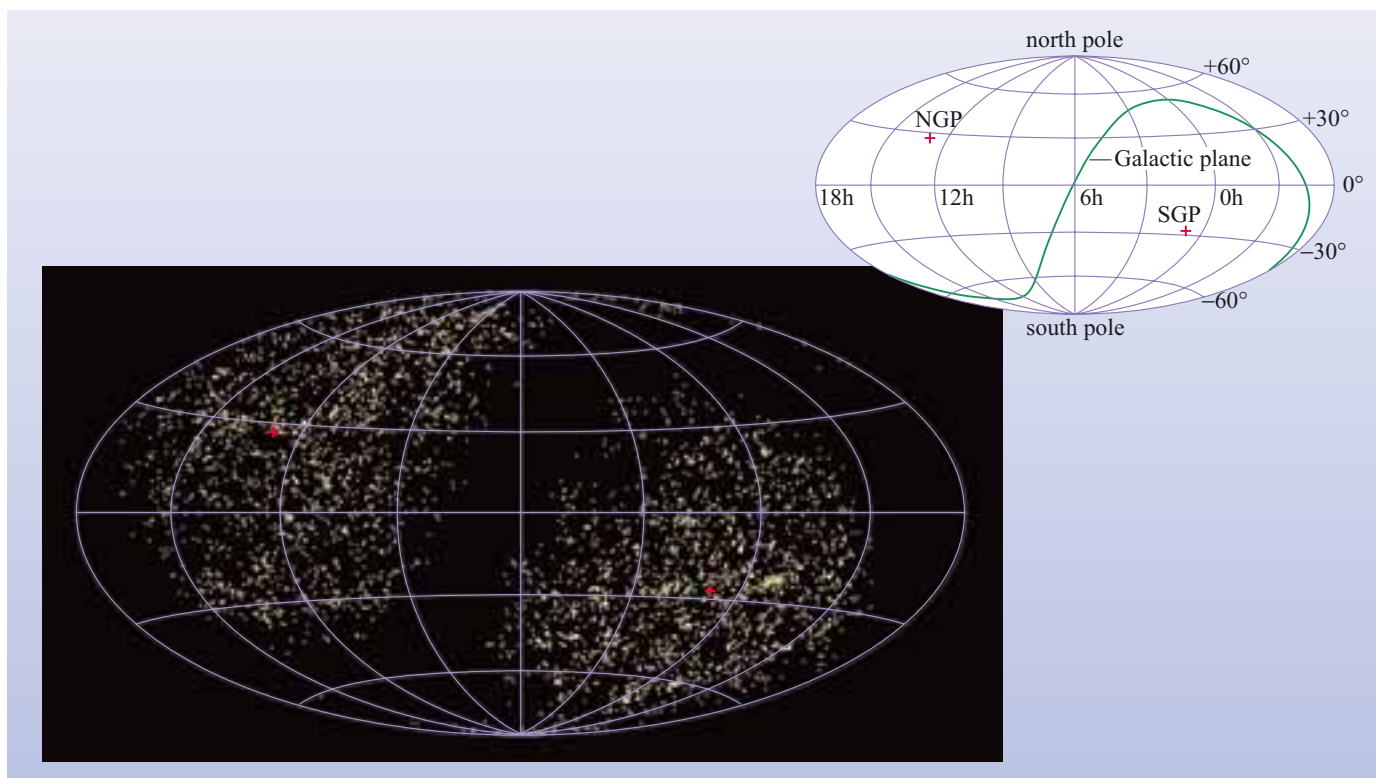 north pole
+60°
+30°
NGP
Galactic plane
0°
18h 12h 6h 0h
SGP
−30°
−60°
south pole